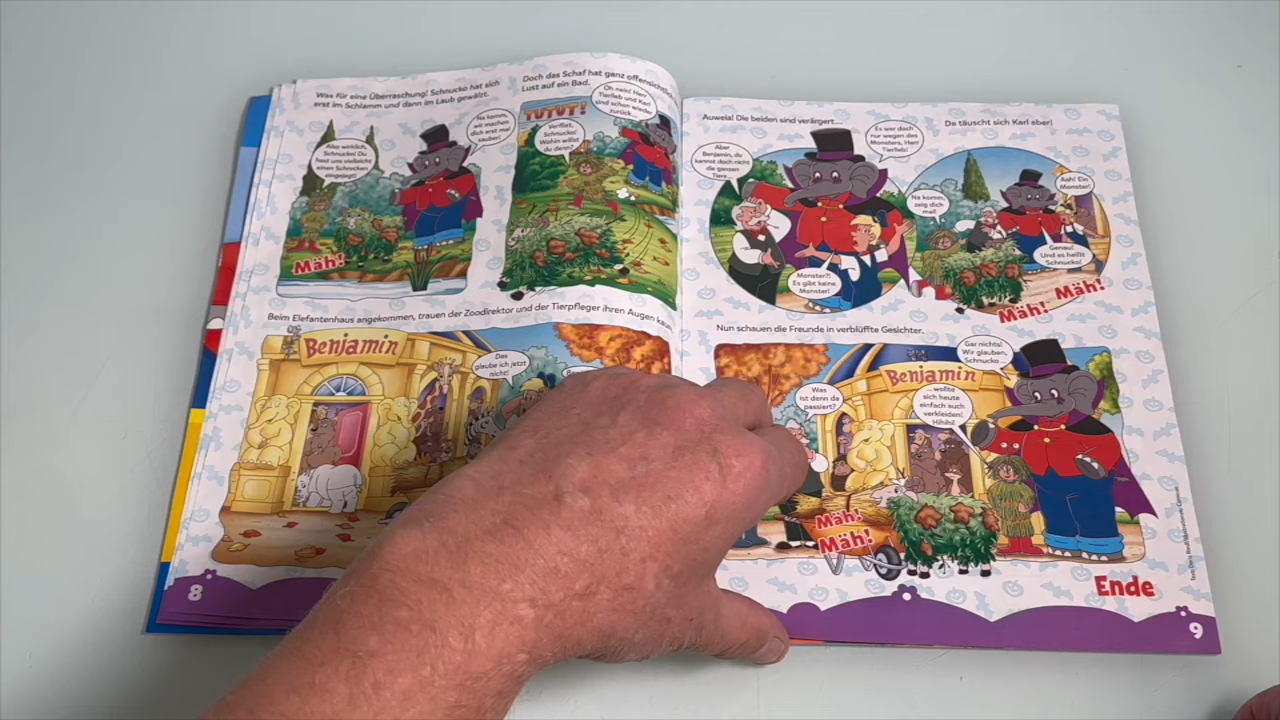 Was für eine Überraschung! Schnucko hat sich
erst im Schlamm und dann im Laub gewälzt.
Also wirklich,
Schnucko! Du
hast uns vielleicht
einen Schrecken
eingejagt!
Na komm,
wir machen
dich erst mal
sauber!
Mäh!
Doch das Schaf hat ganz offensichtlich
Lust auf ein Bad.
TUTUT!
Verflixt,
Schnucko!
Wohin willst
du denn?
Oh nein! Herr
Tierlieb und Karl
sind schon wieder
zurück...
Beim Elefantenhaus angekommen, trauen der Zoodirektor und der Tierpfleger ihren Augen kaum
Benjamin
Das
glaube ich jetzt
nicht!
8
Auweia! Die beiden sind verärgert...
Aber
Benjamin, du
kannst doch nicht
die ganzen
Tiere...
Es war doch
nur wegen des
Monsters, Herr
Tierlieb!
Monster?!
Es gibt keine
Monster!
Da täuscht sich Karl aber!
Na komm,
zeig dich
mal!
Aah! Ein
Monster!
Genau!
Und es heißt
Schnucko!
Mäh!
Mäh!
Nun schauen die Freunde in verblüffte Gesichter.
Was
ist denn da
passiert?
Benjamin
Gar nichts!
Wir glauben,
Schnucko ...
... wollte
sich heute
einfach auch
verkleiden!
Hihihi!
Mäh!
Mäh!
Ende
9